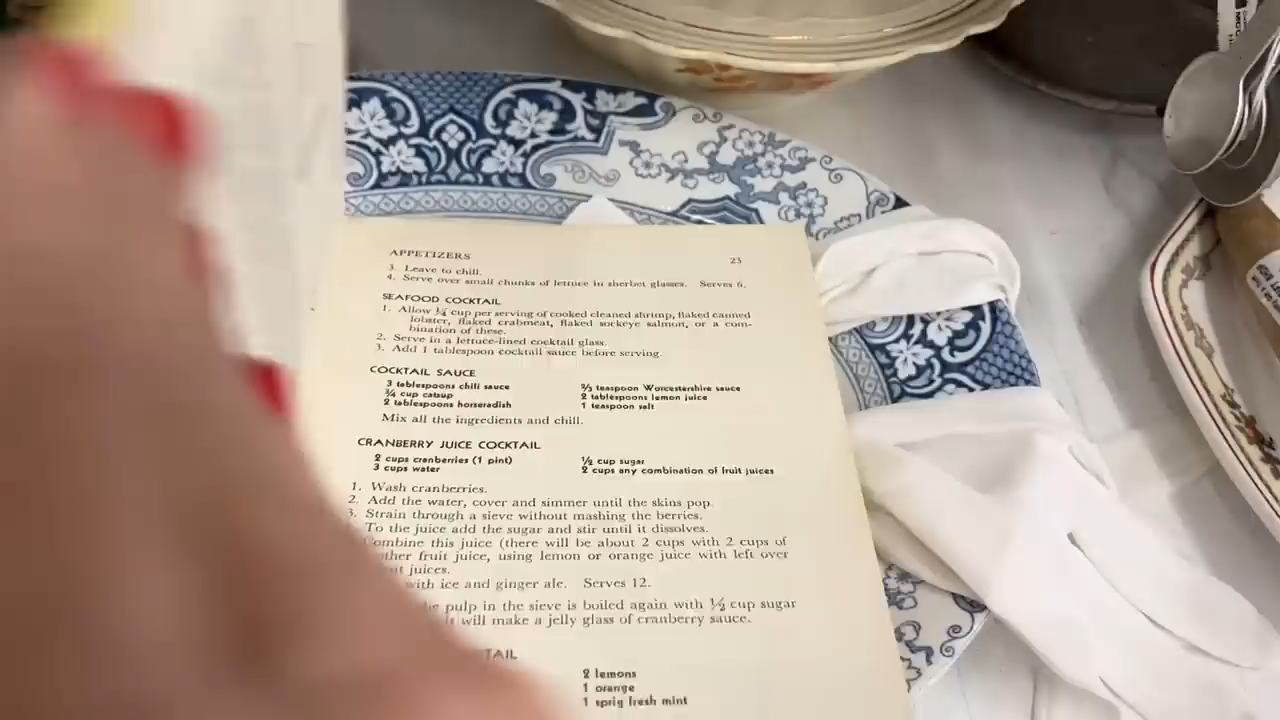 APPETIZERS 23
3. Leave to chill.
4. Serve over small chunks of lettuce in sherbet glasses. Serves 6.
SEAFOOD COCKTAIL
1. Allow ¼ cup per serving of cooked cleaned shrimp, flaked canned
lobster, flaked crabmeat, flaked sockeye salmon, or a com-
bination of these.
2. Serve in a lettuce-lined cocktail glass.
3. Add 1 tablespoon cocktail sauce before serving.
COCKTAIL SAUCE
3 tablespoons chili sauce ⅔ teaspoon Worcestershire sauce
¾ cup catsup 2 tablespoons lemon juice
2 tablespoons horseradish 1 teaspoon salt
Mix all the ingredients and chill.
CRANBERRY JUICE COCKTAIL
2 cups cranberries (1 pint) ½ cup sugar
3 cups water 2 cups any combination of fruit juices
1. Wash cranberries.
2. Add the water, cover and simmer until the skins pop.
3. Strain through a sieve without mashing the berries.
To the juice add the sugar and stir until it dissolves.
Combine this juice (there will be about 2 cups with 2 cups of
other fruit juice, using lemon or orange juice with left over
juices.
with ice and ginger ale. Serves 12.
pulp in the sieve is boiled again with ½ cup sugar
it will make a jelly glass of cranberry sauce.
TAIL
2 lemons
1 orange
1 sprig fresh mint